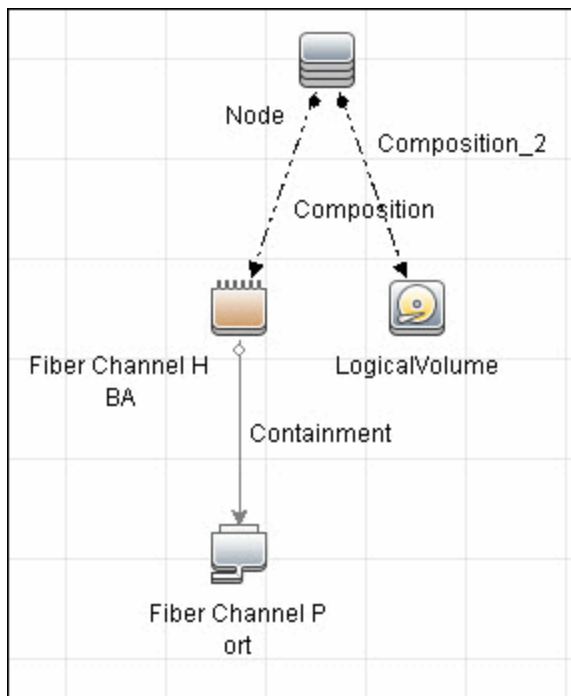 Node
Composition_2
Composition
Fiber Channel H
BA
LogicalVolume
Containment
Fiber Channel P
ort